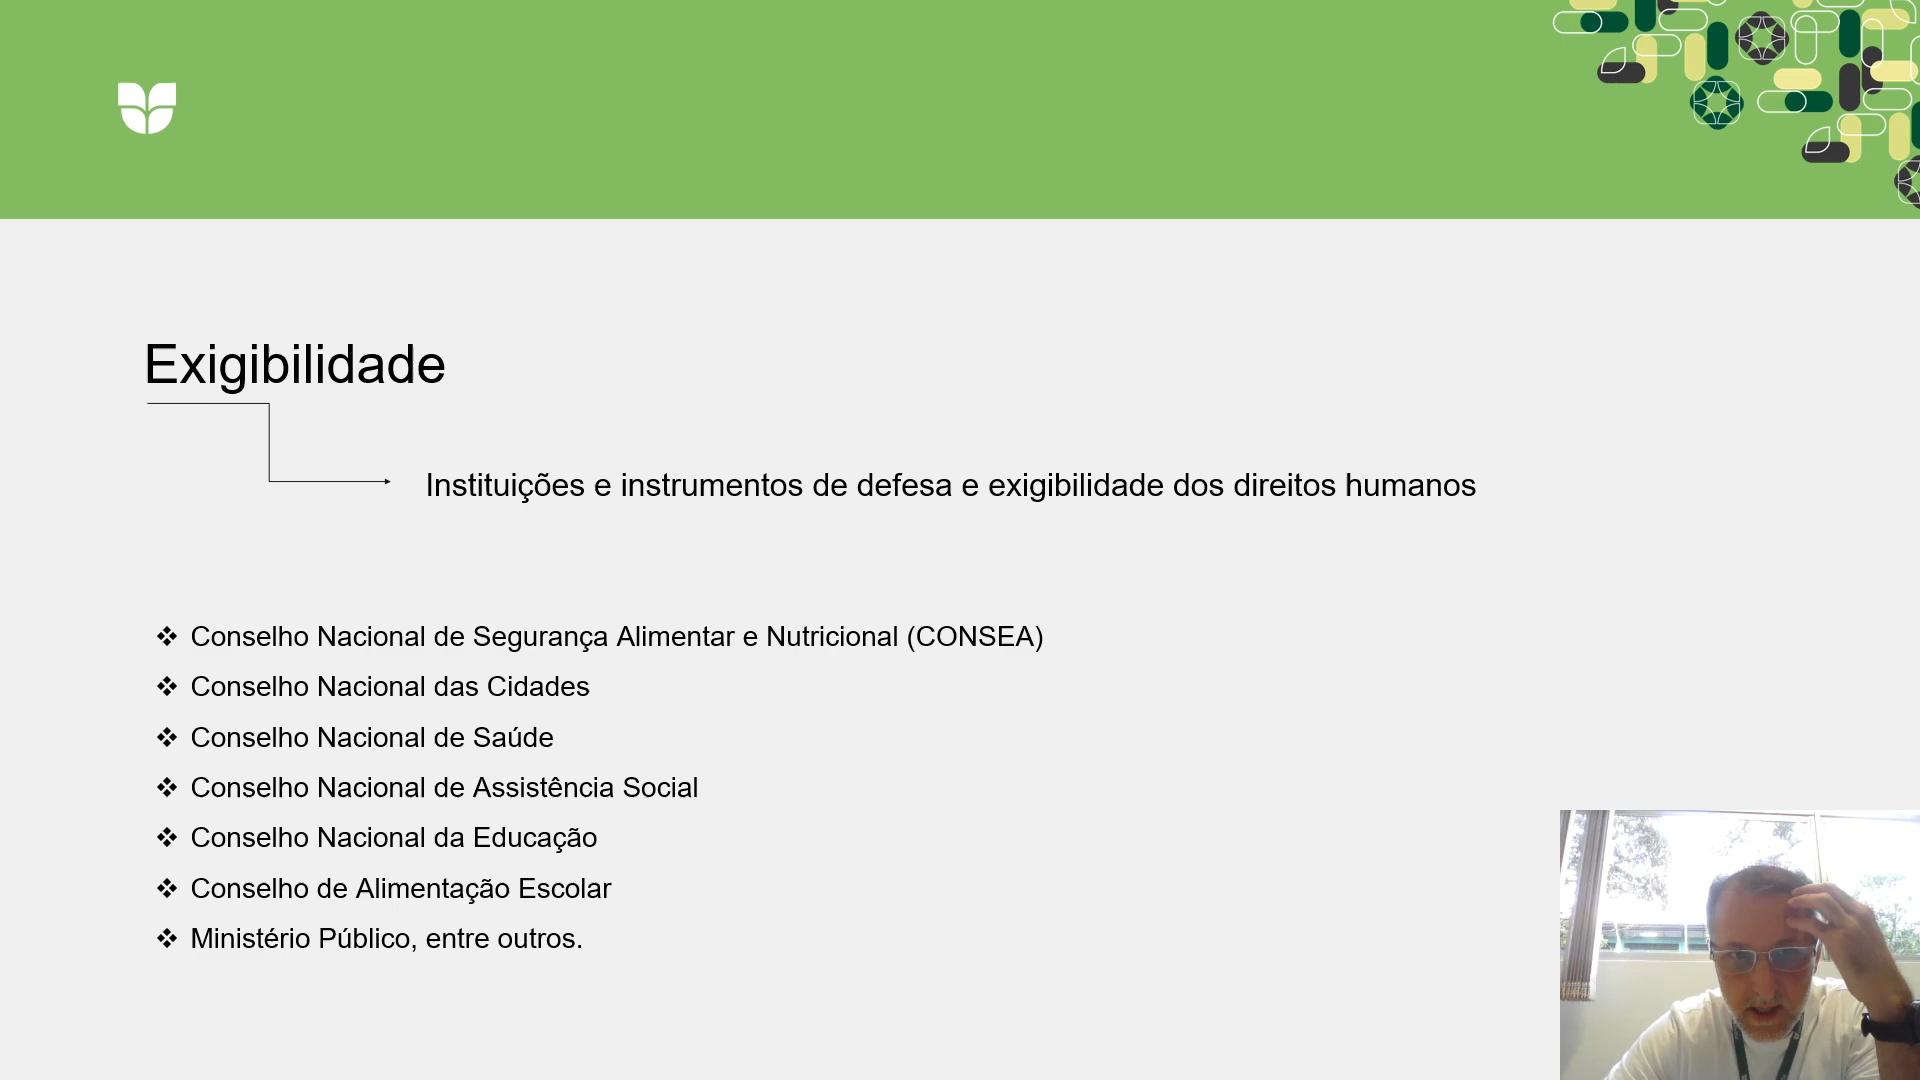 Exigibilidade
Instituições e instrumentos de defesa e exigibilidade dos direitos humanos
❖ Conselho Nacional de Segurança Alimentar e Nutricional (CONSEA)
❖ Conselho Nacional das Cidades
❖ Conselho Nacional de Saúde
❖ Conselho Nacional de Assistência Social
❖ Conselho Nacional da Educação
❖ Conselho de Alimentação Escolar
❖ Ministério Público, entre outros.